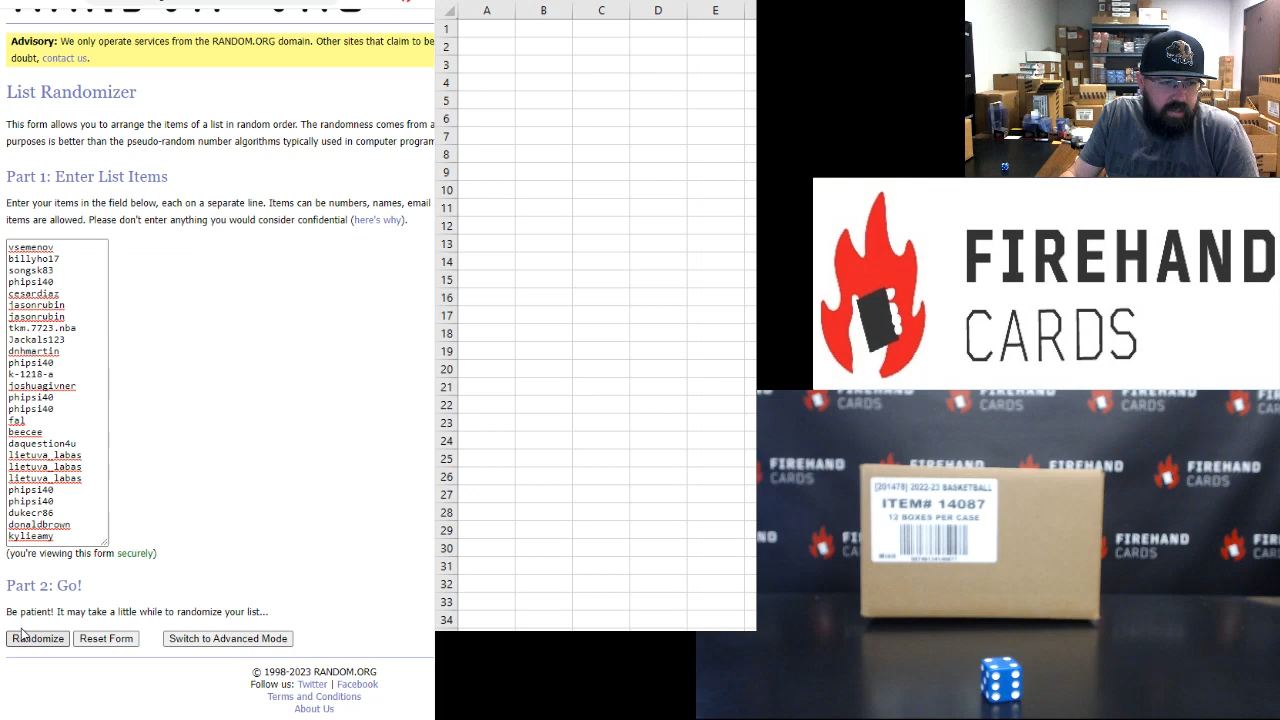 Advisory: We only operate services from the RANDOM.ORG domain. Other sites that claim to be
doubt, contact us.
List Randomizer
This form allows you to arrange the items of a list in random order. The randomness comes from a
purposes is better than the pseudo-random number algorithms typically used in computer program
Part 1: Enter List Items
Enter your items in the field below, each on a separate line. Items can be numbers, names, email
items are allowed. Please don't enter anything you would consider confidential (here's why).
vsemenov
billyho17
songsk83
phipsi40
cesardiaz
jasonrubin
jasonrubin
tkm.7723.nba
Jackals123
dnhmartin
phipsi40
k-1218-a
joshuagivner
phipsi40
phipsi40
fal
beecee
daquestion4u
lietuva_labas
lietuva_labas
lietuva_labas
phipsi40
phipsi40
dukecr86
donaldbrown
kylieamy
(you're viewing this form securely)
Part 2: Go!
Be patient! It may take a little while to randomize your list...
Randomize
Reset Form
Switch to Advanced Mode
© 1998-2023 RANDOM.ORG
Follow us: Twitter | Facebook
Terms and Conditions
About Us
A B C D E
1
2
3
4
5
6
7
8
9
10
11
12
13
14
15
16
17
18
19
20
21
22
23
24
25
26
27
28
29
30
31
32
33
34
FIREHAND
CARDS
CARDS
CARDS
CARDS
FIREHAND
CARDS
FIREHAND
CARDS
FIREHAND
CARDS
[201478] 2022-23 BASKETBALL
ITEM# 14087
12 BOXES PER CASE